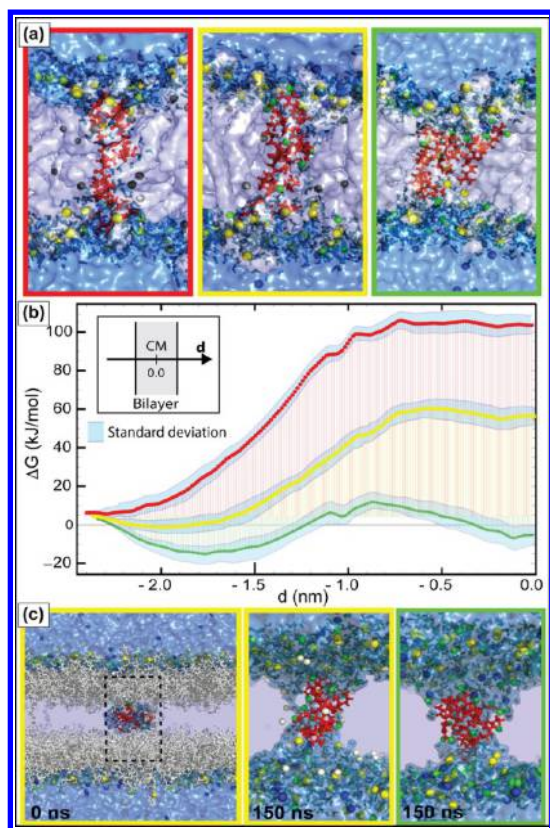 (a)
(b)
100
80
60
40
20
0
-20
ΔG (kJ/mol)
CM
d
0.0
Bilayer
Standard deviation
- 2.0
- 1.5
- 1.0
- 0.5
0.0
d (nm)
(c)
0 ns
150 ns
150 ns